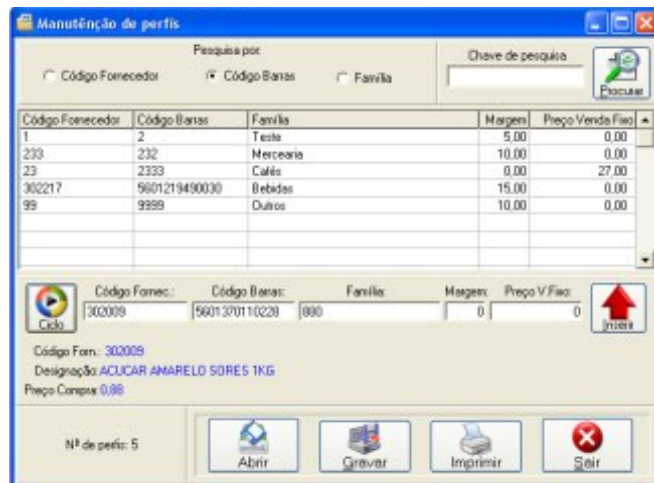 Manutênção de perfis
Pesquisa por:
Código Fornecedor Código Barras Família
Chave de pesquisa
Procurar
Código Fornecedor Código Barras Família Margem Preço Venda Fixo
1 2 Teste 5,00 0,00
233 232 Mercearia 10,00 0,00
23 2333 Cafés 0,00 27,00
302217 5601219490030 Bebidas 15,00 0,00
99 9999 Outros 10,00 0,00
Ciclo
Código Fornec.: Código Barras: Família: Margem: Preço V.Fixo:
302009 5601370110228 880 0 0
Inserir
Código Forn.: 302009
Designação: ACUCAR AMARELO SORES 1KG
Preço Compra: 0,88
Nº de perfis: 5
Abrir Gravar Imprimir Sair